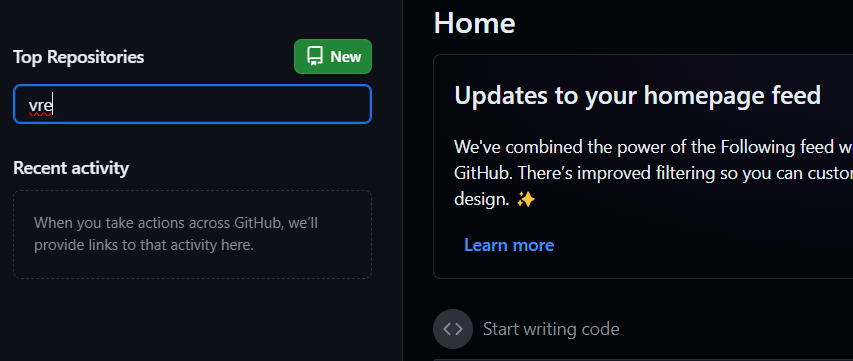 Top Repositories
New
vre
Recent activity
When you take actions across GitHub, we’ll
provide links to that activity here.
Home
Updates to your homepage feed
We've combined the power of the Following feed w
GitHub. There’s improved filtering so you can custon
design. ✨
Learn more
Start writing code